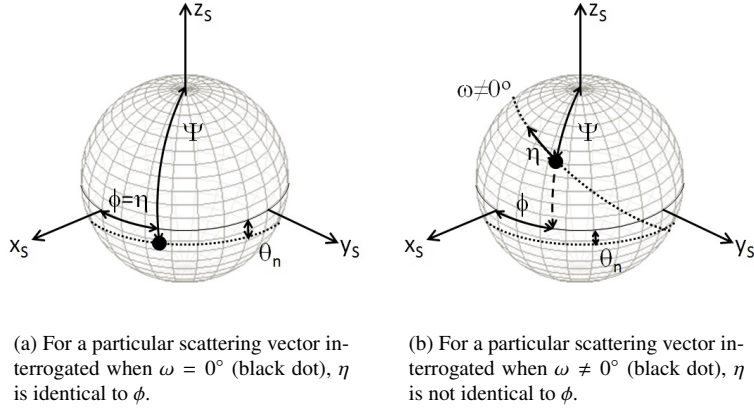 z_S
Ψ
ϕ=η
x_S
y_S
θ_n
z_S
ω≠0°
Ψ
η
ϕ
x_S
y_S
θ_n
(a) For a particular scattering vector in-
terrogated when ω = 0° (black dot), η
is identical to ϕ.
(b) For a particular scattering vector in-
terrogated when ω ≠ 0° (black dot), η
is not identical to ϕ.